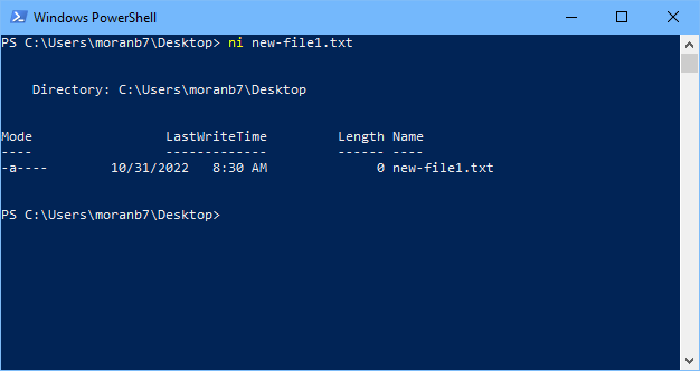 Windows PowerShell
PS C:\Users\moranb7\Desktop> ni new-file1.txt
Directory: C:\Users\moranb7\Desktop
Mode LastWriteTime Length Name
---- ------------- ------ ----
-a---- 10/31/2022 8:30 AM 0 new-file1.txt
PS C:\Users\moranb7\Desktop>